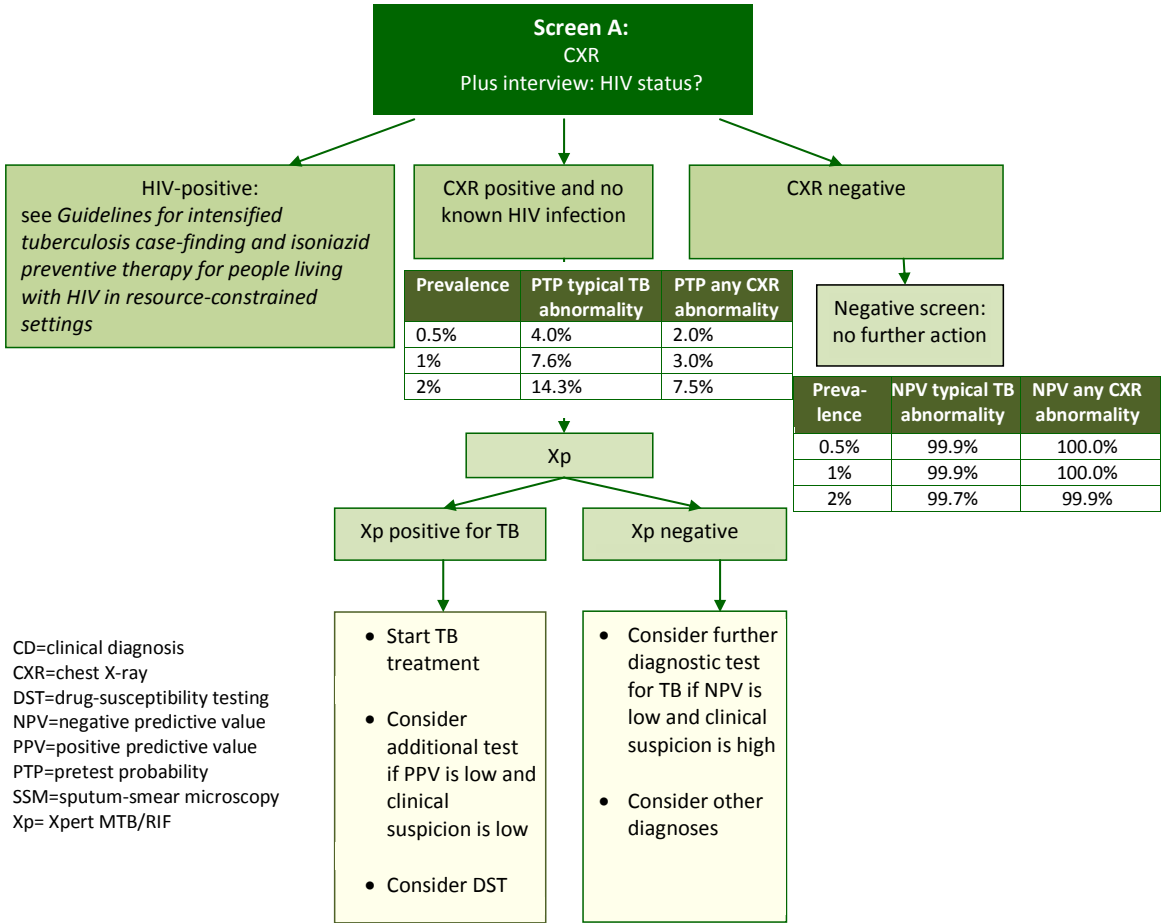 Screen A:
CXR
Plus interview: HIV status?
HIV-positive:
see Guidelines for intensified
tuberculosis case-finding and isoniazid
preventive therapy for people living
with HIV in resource-constrained
settings
CXR positive and no
known HIV infection
CXR negative
Prevalence PTP typical TB abnormality PTP any CXR abnormality
0.5% 4.0% 2.0%
1% 7.6% 3.0%
2% 14.3% 7.5%
Negative screen:
no further action
Preva-lence NPV typical TB abnormality NPV any CXR abnormality
0.5% 99.9% 100.0%
1% 99.9% 100.0%
2% 99.7% 99.9%
Xp
Xp positive for TB
Xp negative
• Start TB
treatment
• Consider
additional test
if PPV is low and
clinical
suspicion is low
• Consider DST
• Consider further
diagnostic test
for TB if NPV is
low and clinical
suspicion is high
• Consider other
diagnoses
CD=clinical diagnosis
CXR=chest X-ray
DST=drug-susceptibility testing
NPV=negative predictive value
PPV=positive predictive value
PTP=pretest probability
SSM=sputum-smear microscopy
Xp= Xpert MTB/RIF